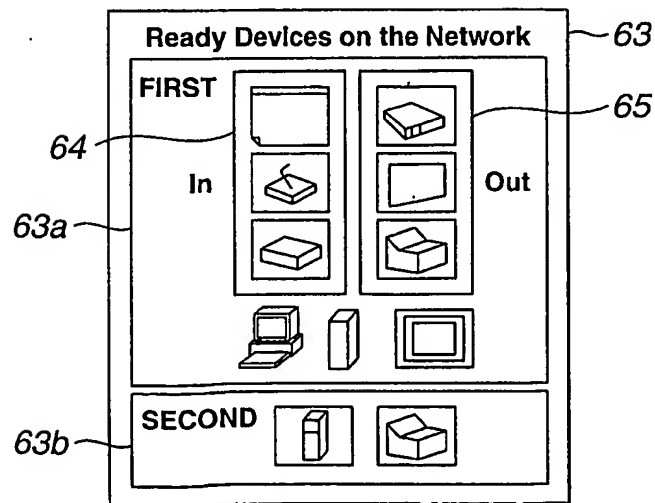 Ready Devices on the Network
63
FIRST
65
64
In
Out
63a
SECOND
63b